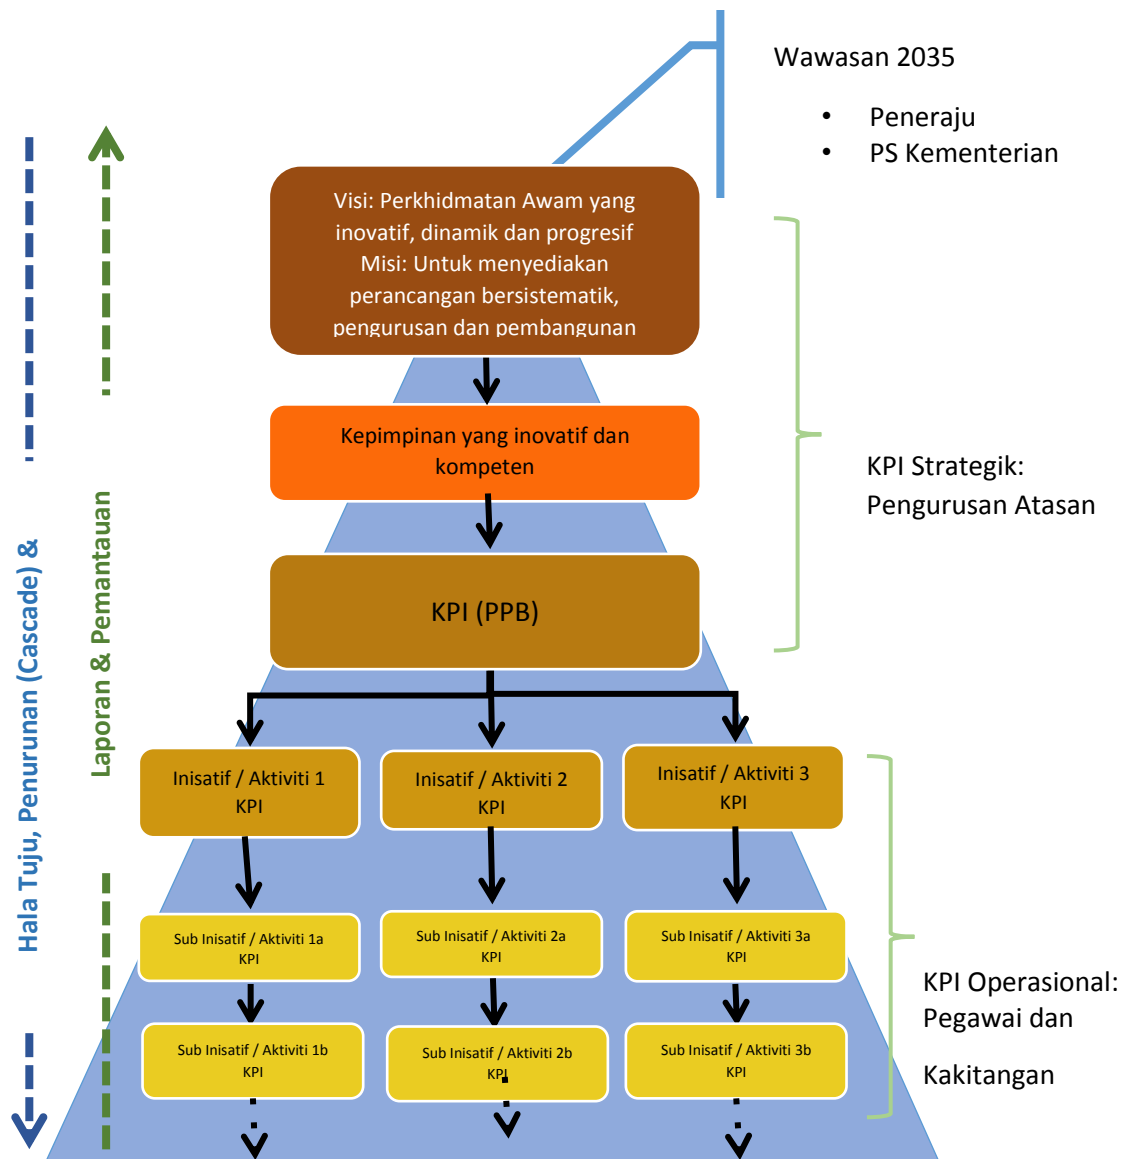 Wawasan 2035
• Peneraju
• PS Kementerian
Visi: Perkhidmatan Awam yang
inovatif, dinamik dan progresif
Misi: Untuk menyediakan
perancangan bersistematik,
pengurusan dan pembangunan
Kepimpinan yang inovatif dan
kompeten
KPI Strategik:
Pengurusan Atasan
KPI (PPB)
Hala Tuju, Penurunan (Cascade) &
Laporan & Pemantauan
Inisatif / Aktiviti 1
KPI
Inisatif / Aktiviti 2
KPI
Inisatif / Aktiviti 3
KPI
Sub Inisatif / Aktiviti 1a
KPI
Sub Inisatif / Aktiviti 2a
KPI
Sub Inisatif / Aktiviti 3a
KPI
Sub Inisatif / Aktiviti 1b
KPI
Sub Inisatif / Aktiviti 2b
KPI
Sub Inisatif / Aktiviti 3b
KPI
KPI Operasional:
Pegawai dan
Kakitangan